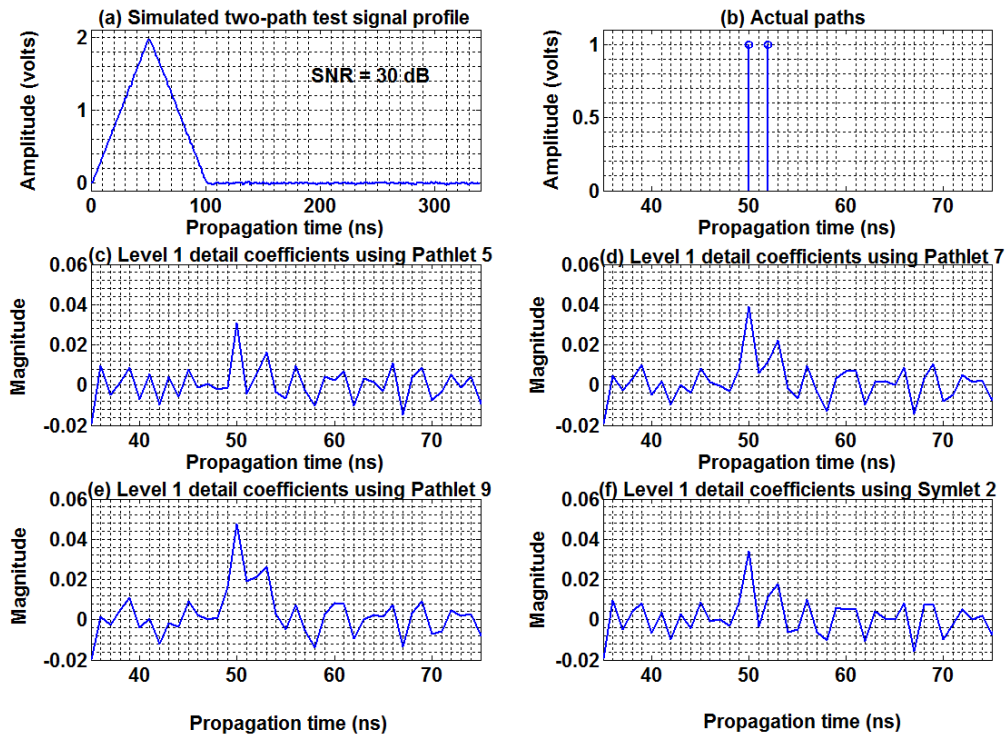 (a) Simulated two-path test signal profile
Amplitude (volts)
2
1
0
SNR = 30 dB
0 100 200 300
Propagation time (ns)
(b) Actual paths
Amplitude (volts)
1
0.5
0
40 50 60 70
Propagation time (ns)
(c) Level 1 detail coefficients using Pathlet 5
Magnitude
0.06
0.04
0.02
0
-0.02
40 50 60 70
Propagation time (ns)
(d) Level 1 detail coefficients using Pathlet 7
Magnitude
0.06
0.04
0.02
0
-0.02
40 50 60 70
Propagation time (ns)
(e) Level 1 detail coefficients using Pathlet 9
Magnitude
0.06
0.04
0.02
0
-0.02
40 50 60 70
Propagation time (ns)
(f) Level 1 detail coefficients using Symlet 2
Magnitude
0.06
0.04
0.02
0
-0.02
40 50 60 70
Propagation time (ns)